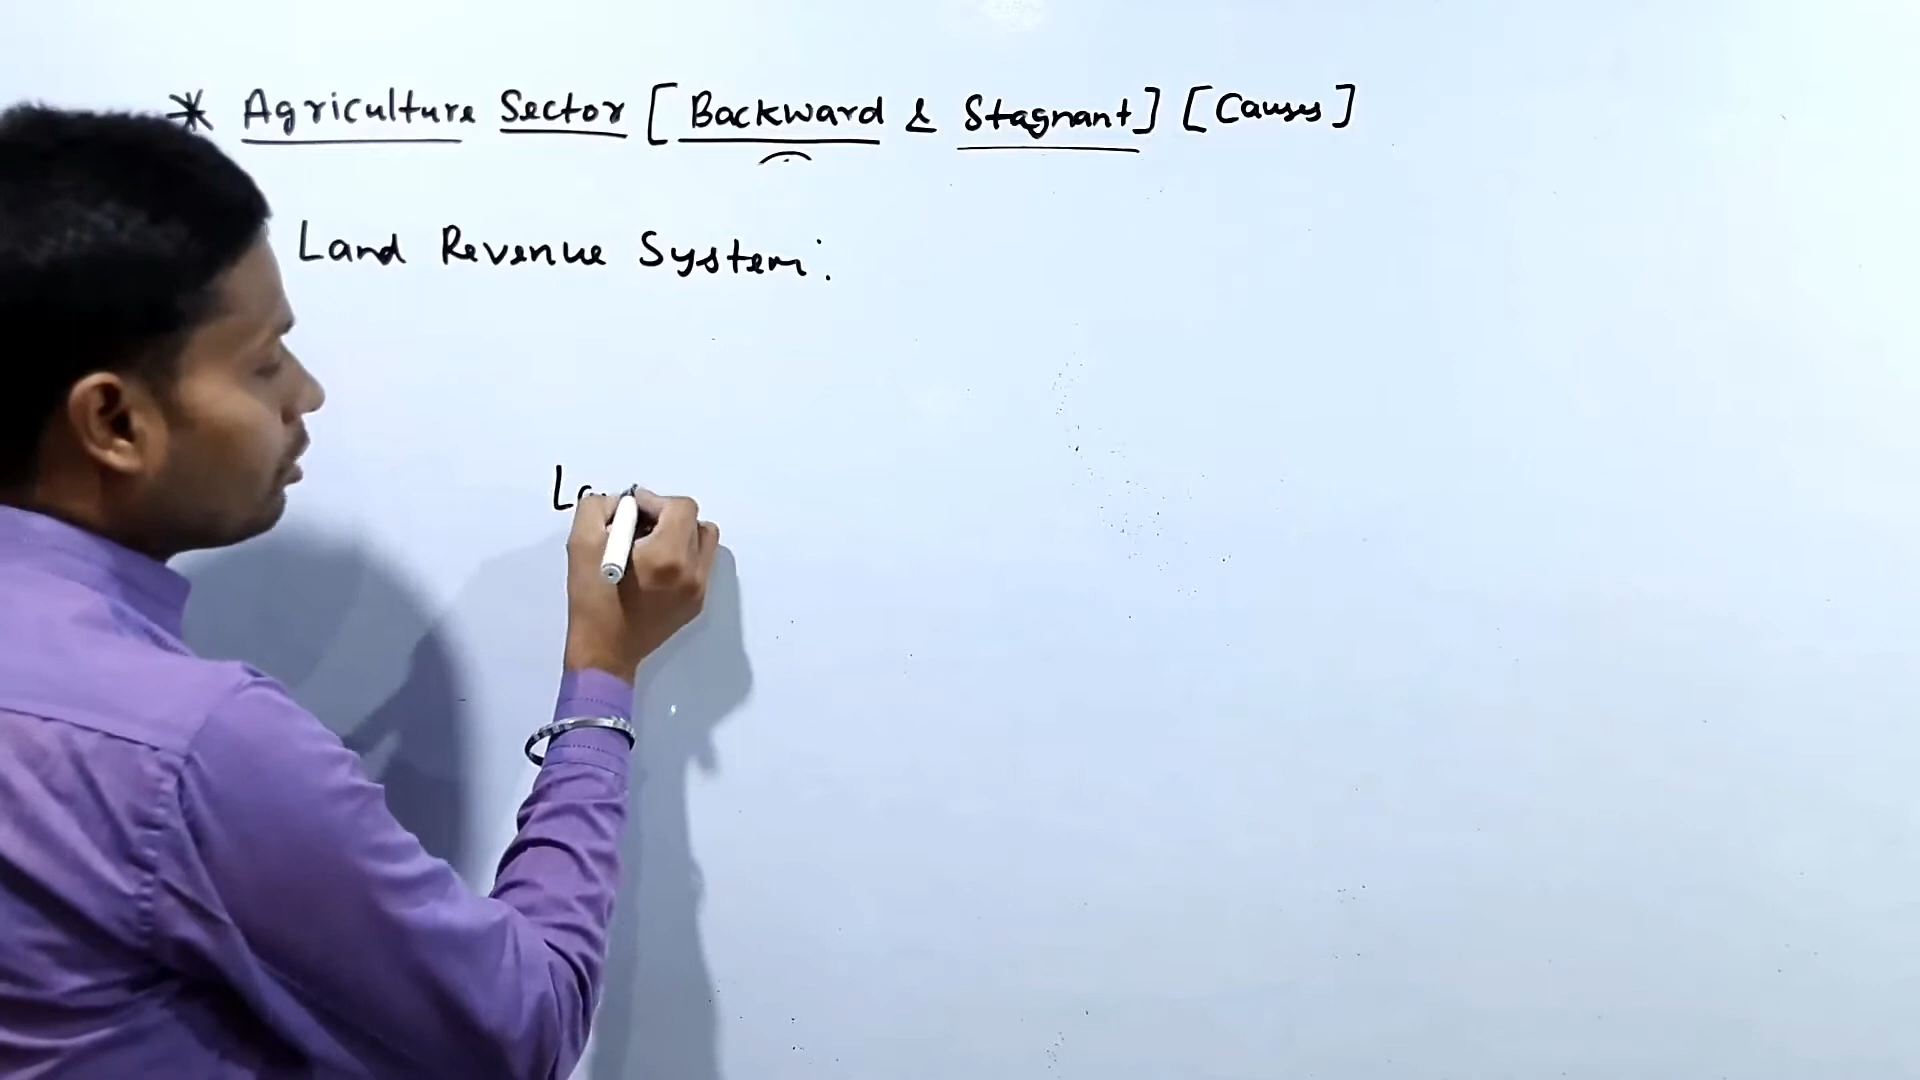 * Agriculture Sector [Backward & Stagnant] [Causes]
Land Revenue System: